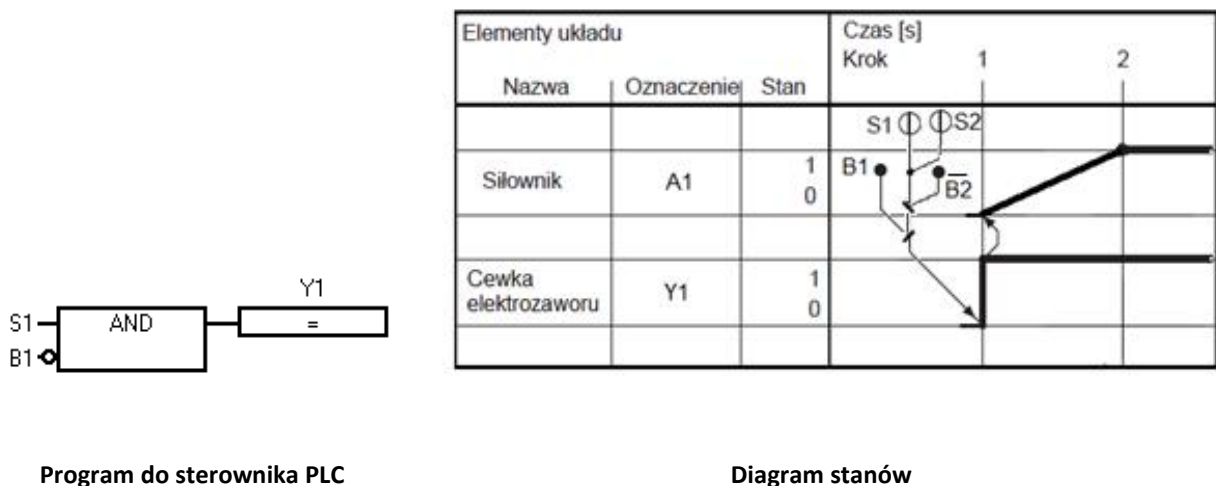 Elementy układu
Czas [s]
Krok 1 2
Nazwa Oznaczenie Stan
S1 S2
Siłownik A1 1 B1 B2
0
Cewka elektrozaworu Y1 1
0
Y1
S1 AND =
B1
Program do sterownika PLC Diagram stanów